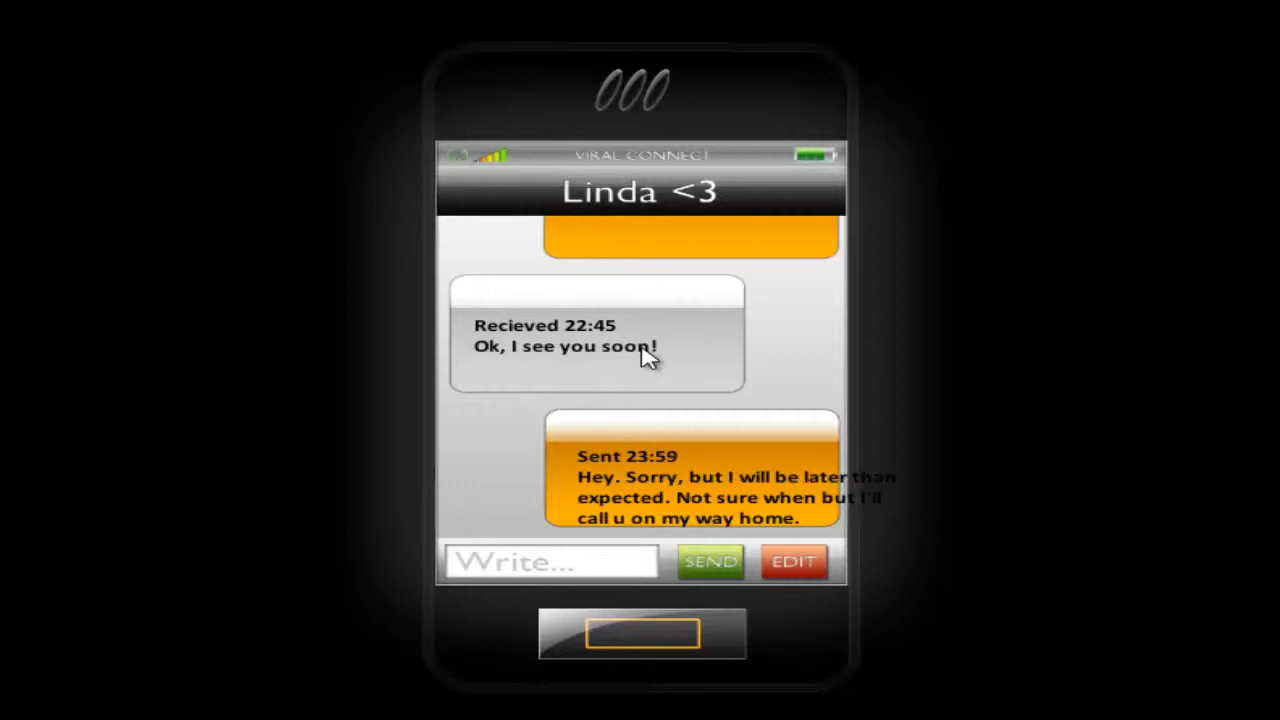 VIRAL CONNECT
Linda <3
Recieved 22:45
Ok, I see you soon!
Sent 23:59
Hey. Sorry, but I will be later than
expected. Not sure when but I'll
call u on my way home.
Write...
SEND
EDIT